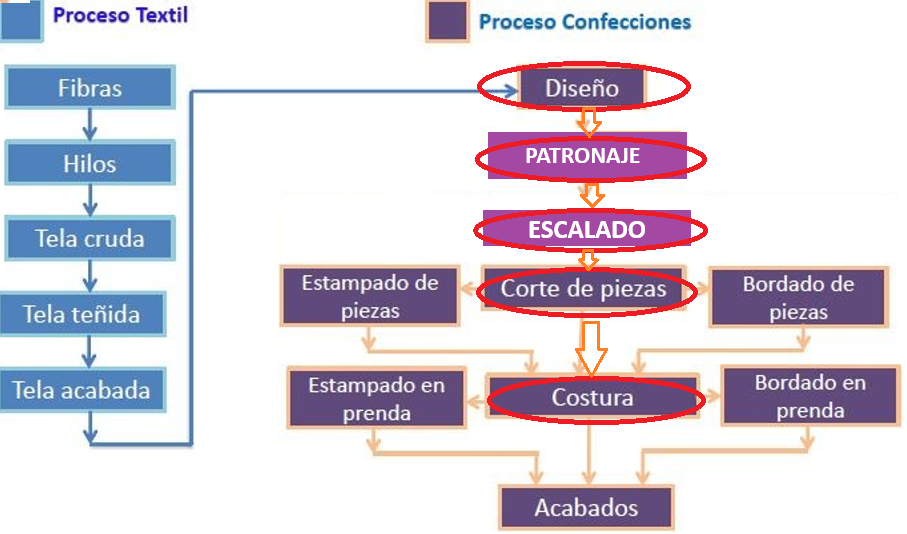 Proceso Textil
Proceso Confecciones
Fibras
Hilos
Tela cruda
Tela teñida
Tela acabada
Diseño
PATRONAJE
ESCALADO
Estampado de
piezas
Corte de piezas
Bordado de
piezas
Estampado en
prenda
Costura
Bordado en
prenda
Acabados